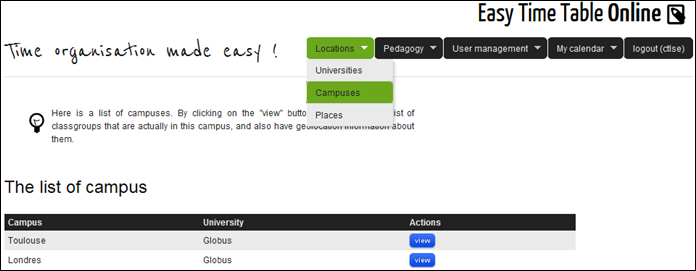 Easy Time Table Online
Time organisation made easy !
Locations Pedagogy User management My calendar logout (ctlse)
Universities
Campuses
Places
Here is a list of campuses. By clicking on the "view" butto list of
classgroups that are actually in this campus, and also have geolocation information about
them.
The list of campus
Campus University Actions
Toulouse Globus view
Londres Globus view